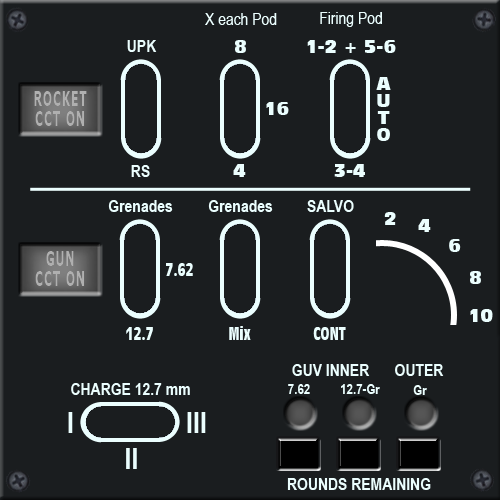 X each Pod
Firing Pod
UPK
8
1-2 + 5-6
ROCKET
CCT ON
16
AUTO
RS
4
3-4
Grenades
Grenades
SALVO
2
4
6
8
10
GUN
CCT ON
7.62
12.7
Mix
CONT
GUV INNER
OUTER
7.62
12.7-Gr
Gr
CHARGE 12.7 mm
I
III
II
ROUNDS REMAINING